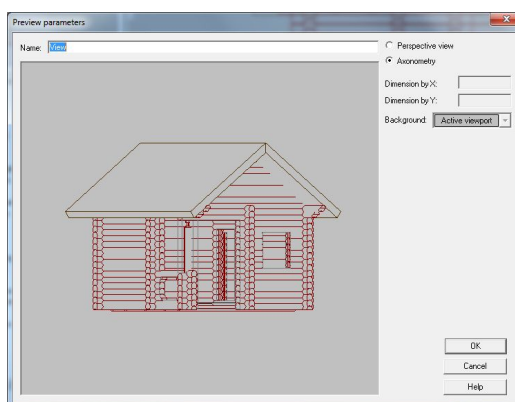 Preview parameters
Name: View
Perspective view
Axonometry
Dimension by X:
Dimension by Y:
Background: Active viewport
OK
Cancel
Help